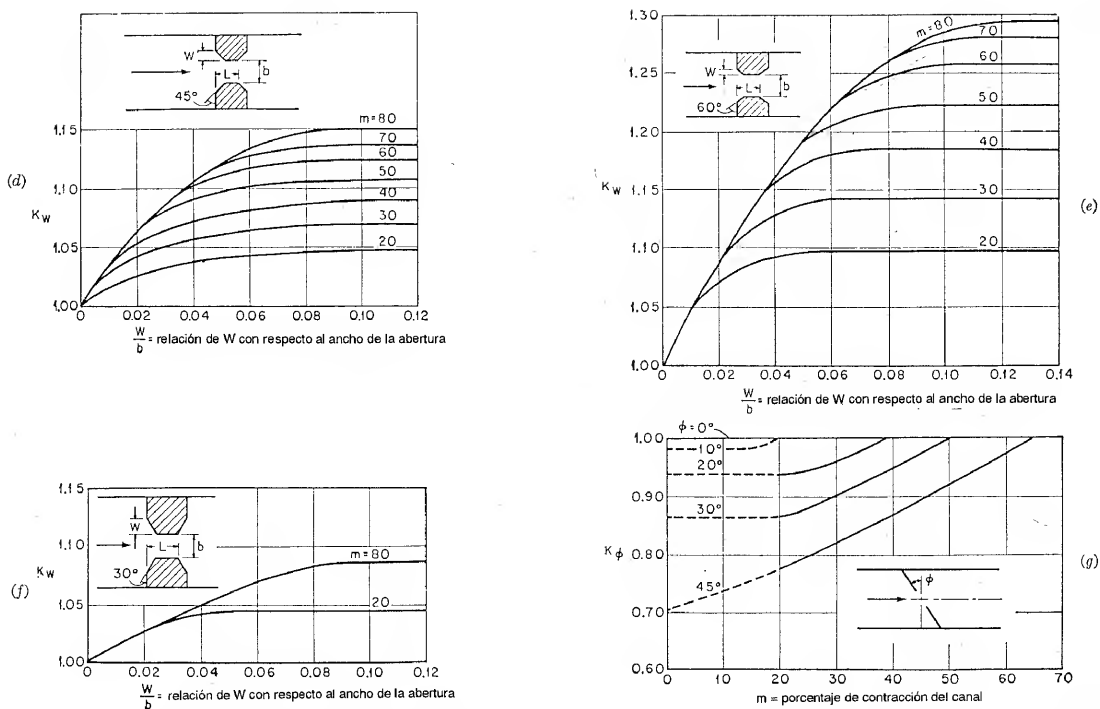 (d)
K_W
1.15
1.10
1.05
1.00
W
L
b
45°
m = 80
70
60
50
40
30
20
0 0.02 0.04 0.06 0.08 0.10 0.12
W/b = relación de W con respecto al ancho de la abertura
(e)
K_W
1.30
1.25
1.20
1.15
1.10
1.05
1.00
W
L
b
60°
m = 80
70
60
50
40
30
20
0 0.02 0.04 0.06 0.08 0.10 0.12 0.14
W/b = relación de W con respecto al ancho de la abertura
(f)
K_W
1.15
1.10
1.05
1.00
W
L
b
30°
m = 80
20
0 0.02 0.04 0.06 0.08 0.10 0.12
W/b = relación de W con respecto al ancho de la abertura
(g)
K_ϕ
1.00
0.90
0.80
0.70
0.60
ϕ = 0°
10°
20°
30°
45°
ϕ
0 10 20 30 40 50 60 70
m = porcentaje de contracción del canal